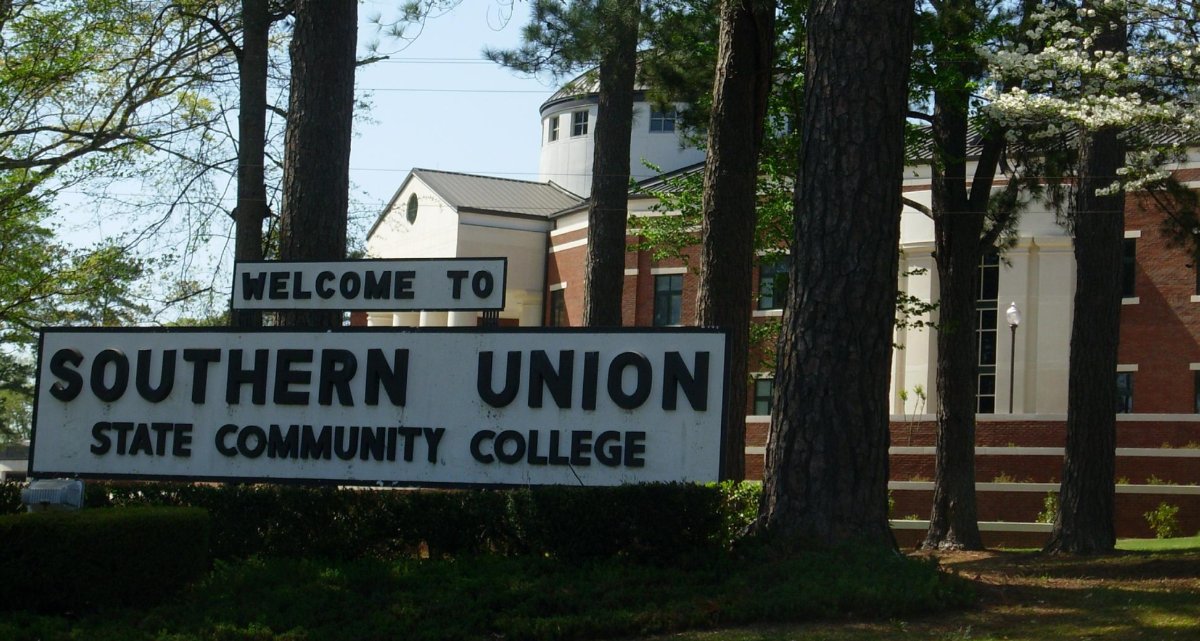 WELCOME TO
SOUTHERN UNION
STATE COMMUNITY COLLEGE